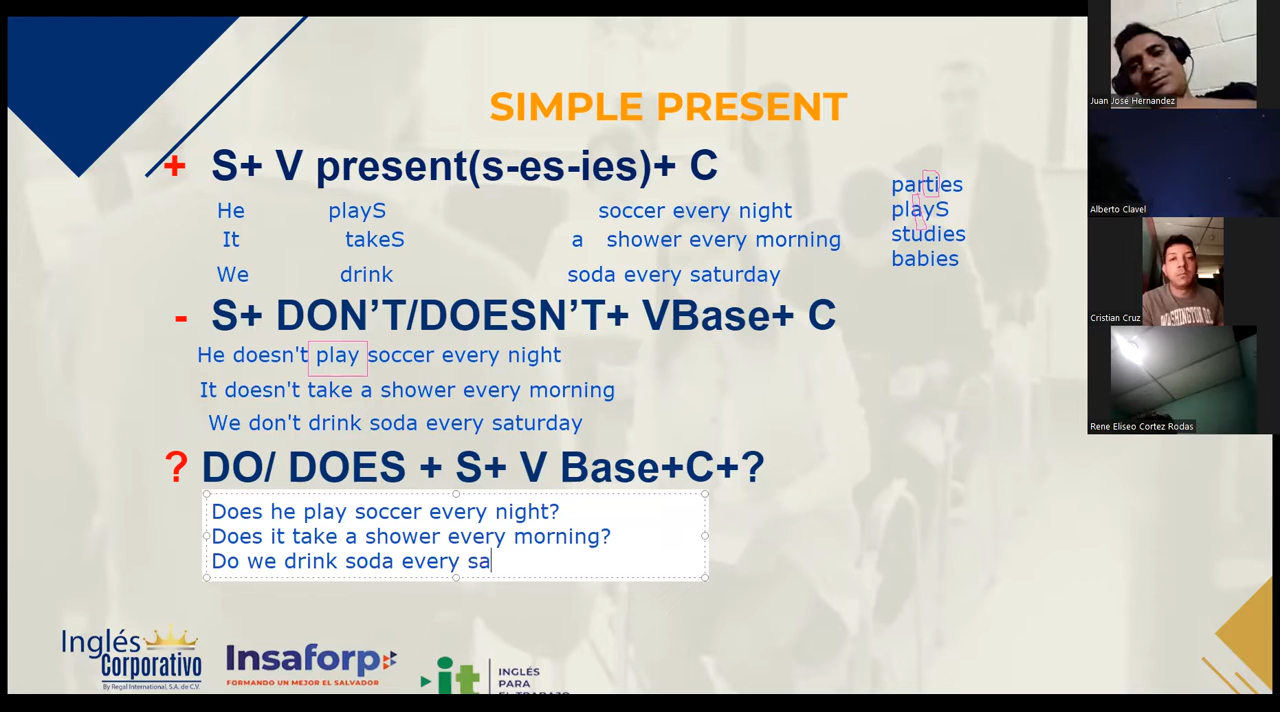 SIMPLE PRESENT
+ S+ V present(s-es-ies)+ C
He playS soccer every night
It takeS a shower every morning
We drink soda every saturday
parties
playS
studies
babies
- S+ DON'T/DOESN'T+ VBase+ C
He doesn't play soccer every night
It doesn't take a shower every morning
We don't drink soda every saturday
? DO/ DOES + S+ V Base+C+?
Does he play soccer every night?
Does it take a shower every morning?
Do we drink soda every sa
Inglés
Corporativo
By Regal International, S.A. de C.V.
Insaforp
FORMANDO UN MEJOR EL SALVADOR
it
INGLÉS
PARA
EL TRABAJO
Juan José Hernandez
Alberto Clavel
Cristian Cruz
WASHINGTON
Rene Eliseo Cortez Rodas